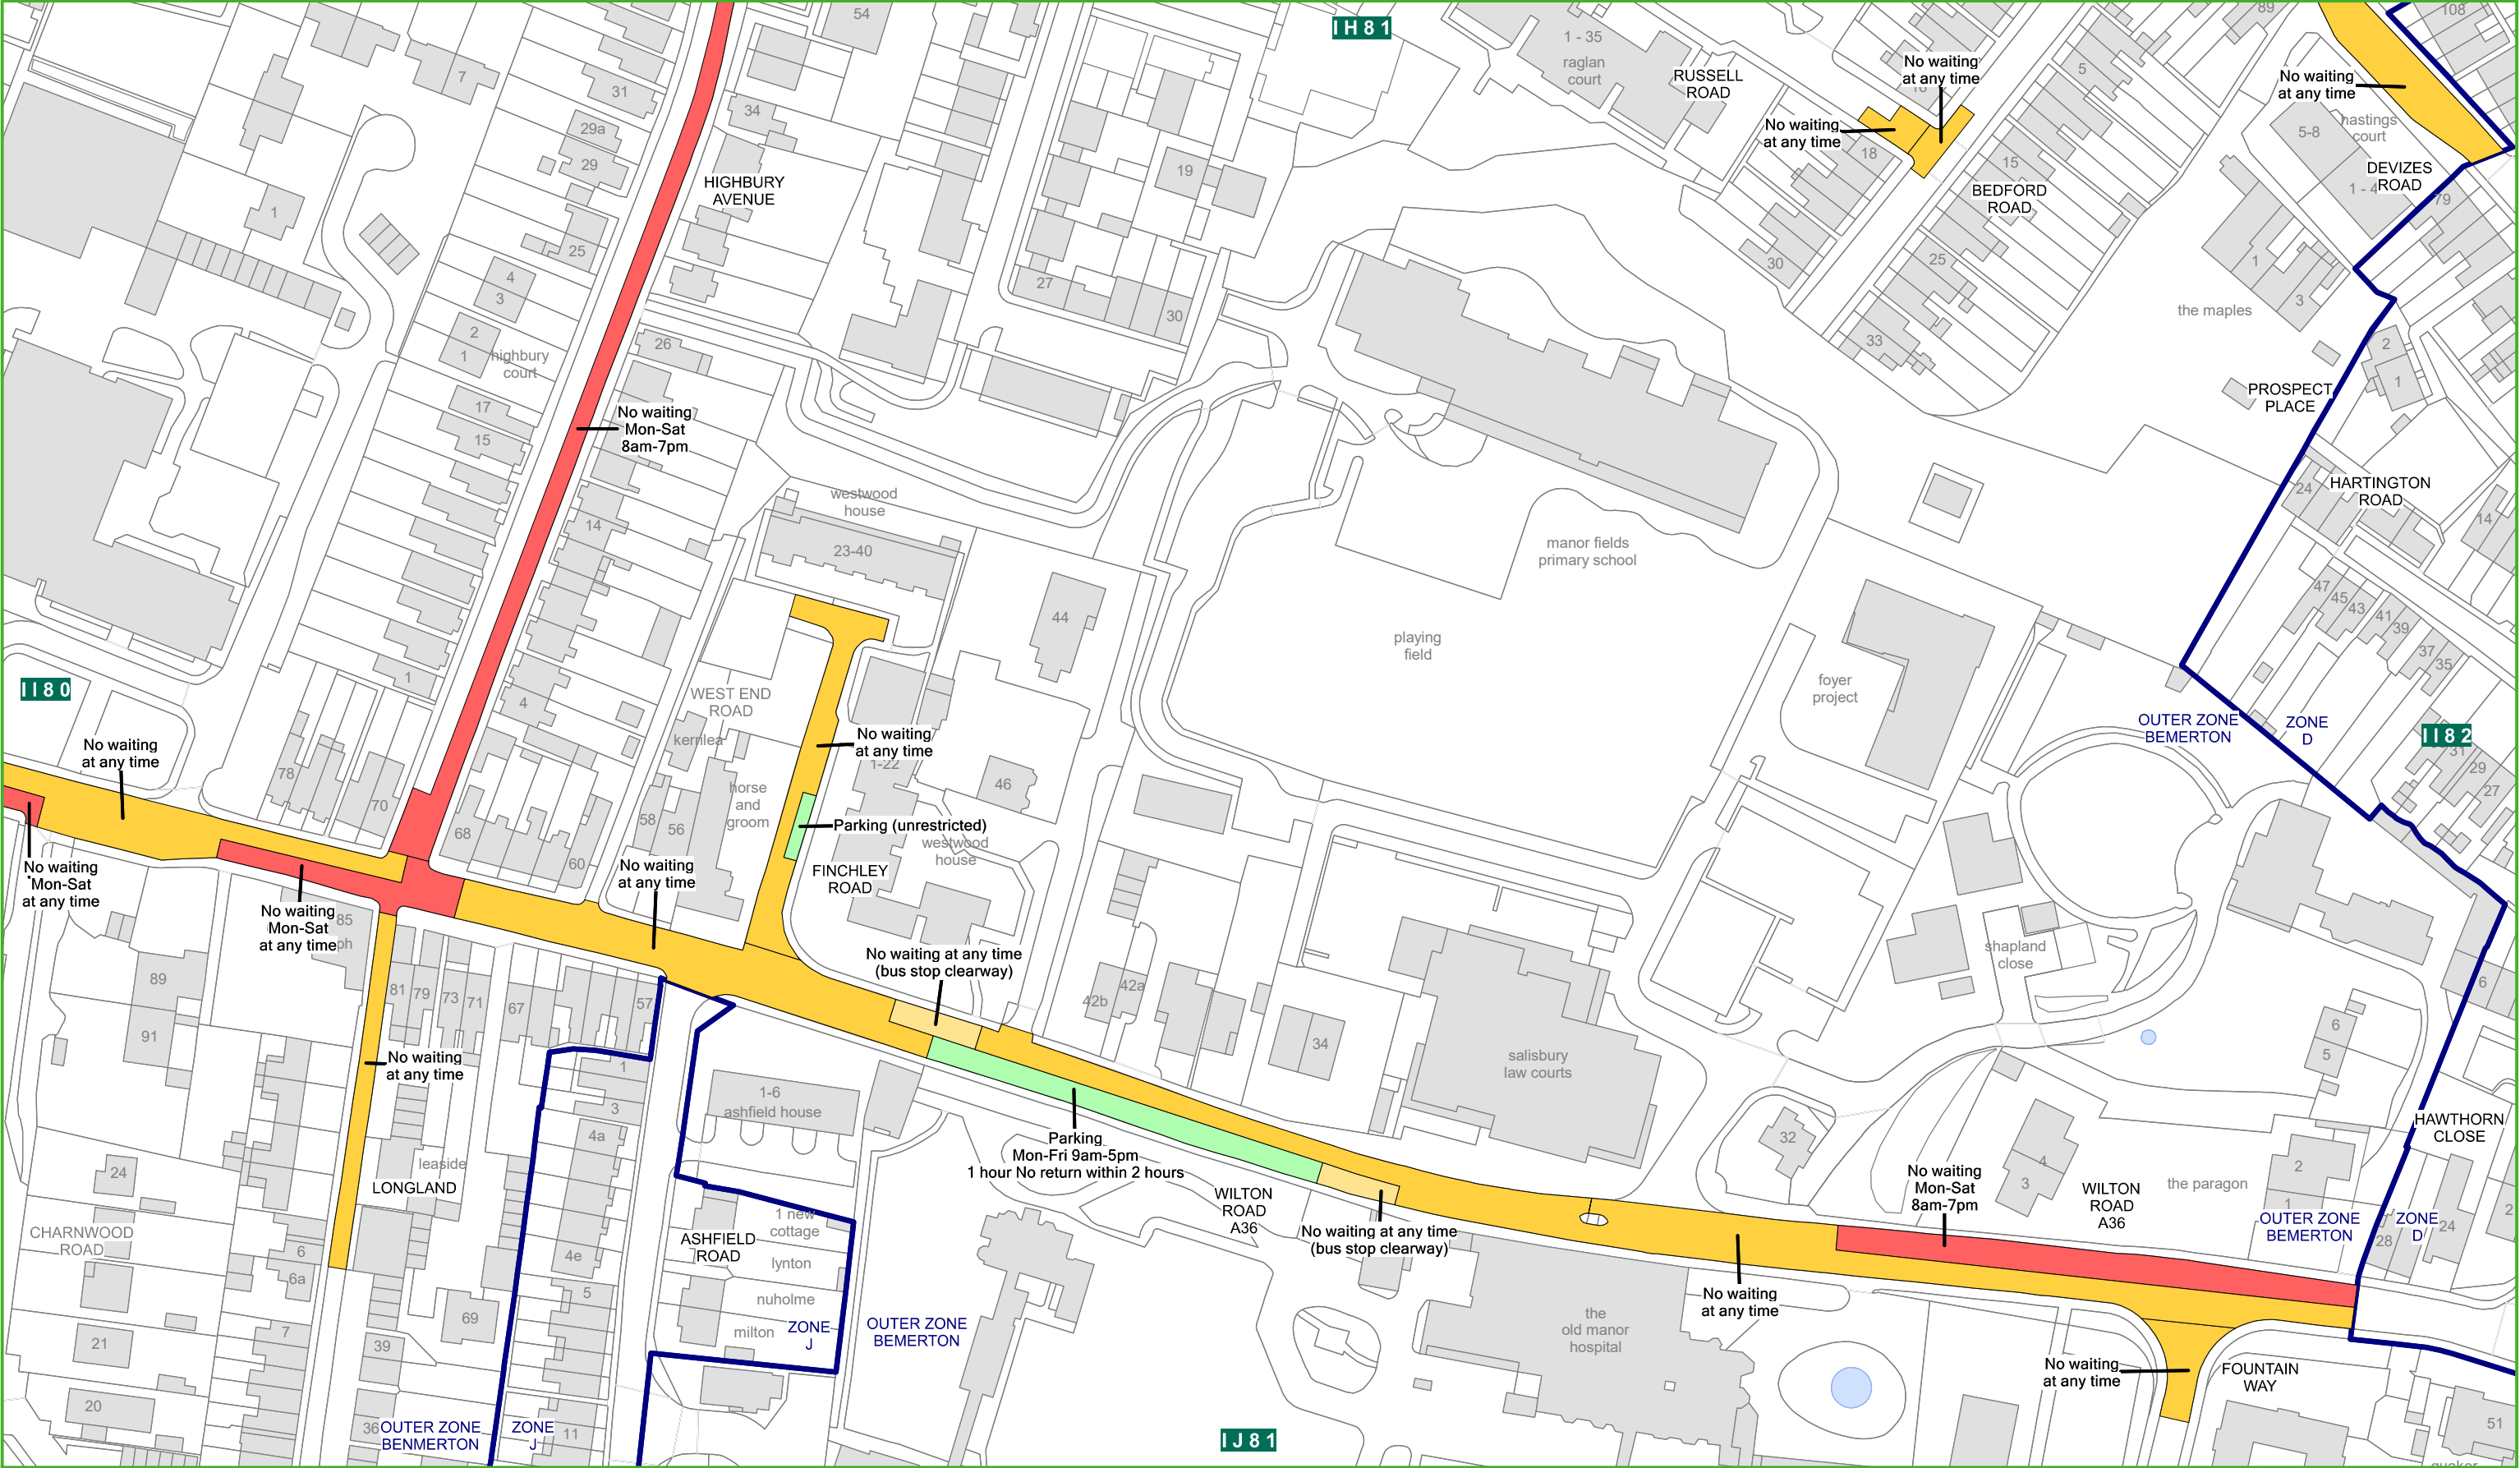 54
IH81
1 - 35
raglan
court
RUSSELL
ROAD
No waiting
at any time
89
108
7
31
34
29a
29
HIGHBURY
AVENUE
19
No waiting
at any time
18
5
15
BEDFORD
ROAD
No waiting
at any time
hastings
court
5-8
DEVIZES
ROAD
79
1
25
4
3
2
1
highbury
court
26
27
30
30
25
33
the maples
1
3
2
1
PROSPECT
PLACE
17
15
No waiting
Mon-Sat
8am-7pm
14
westwood
house
23-40
manor fields
primary school
24
HARTINGTON
ROAD
14
47
45
43
41
39
37
35
44
playing
field
foyer
project
II80
1
4
WEST END
ROAD
kerrilea
No waiting
at any time
1-22
OUTER ZONE
BEMERTON
ZONE
D
II82
31
29
27
No waiting
at any time
78
70
68
60
58
56
horse
and
groom
46
Parking (unrestricted)
westwood
house
FINCHLEY
ROAD
No waiting
at any time
No waiting
Mon-Sat
at any time
No waiting
Mon-Sat
at any time
85
ph
No waiting at any time
(bus stop clearway)
shapland
close
6
89
91
81
79
73
71
67
57
42b
42a
34
salisbury
law courts
6
5
No waiting
at any time
1
3
4a
1-6
ashfield house
Parking
Mon-Fri 9am-5pm
1 hour No return within 2 hours
32
HAWTHORN
CLOSE
24
leaside
LONGLAND
WILTON
ROAD
A36
No waiting
Mon-Sat
8am-7pm
4
3
WILTON
ROAD
A36
the paragon
2
1
CHARNWOOD
ROAD
6
6a
4e
ASHFIELD
ROAD
1 new
cottage
lynton
No waiting at any time
(bus stop clearway)
OUTER ZONE
BEMERTON
28
ZONE
D
24
2
No waiting
at any time
21
7
39
69
5
nuholme
milton
ZONE
J
OUTER ZONE
BEMERTON
the
old manor
hospital
No waiting
at any time
FOUNTAIN
WAY
20
36
OUTER ZONE
BENMERTON
ZONE
J
11
IJ81
51